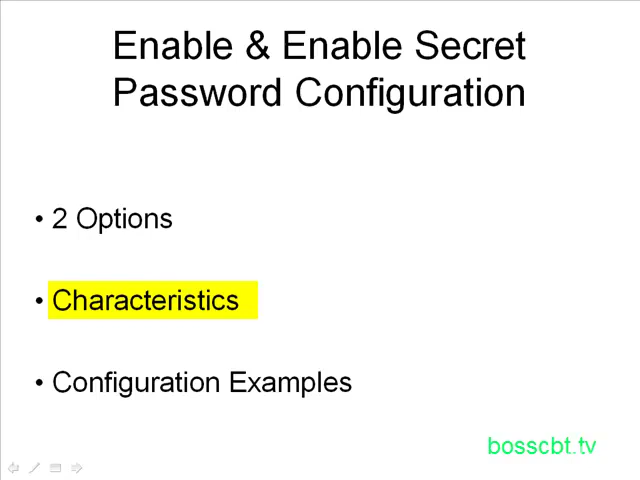 Enable & Enable Secret
Password Configuration
• 2 Options
• Characteristics
• Configuration Examples
bosscbt.tv